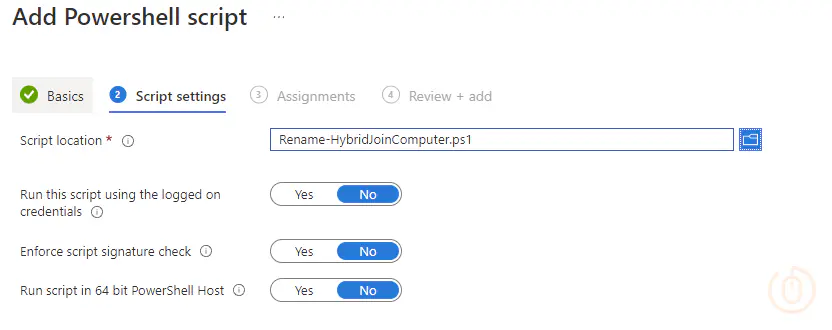 Add Powershell script ...
Basics 2 Script settings 3 Assignments 4 Review + add
Script location * Rename-HybridJoinComputer.ps1
Run this script using the logged on Yes No
credentials
Enforce script signature check Yes No
Run script in 64 bit PowerShell Host Yes No